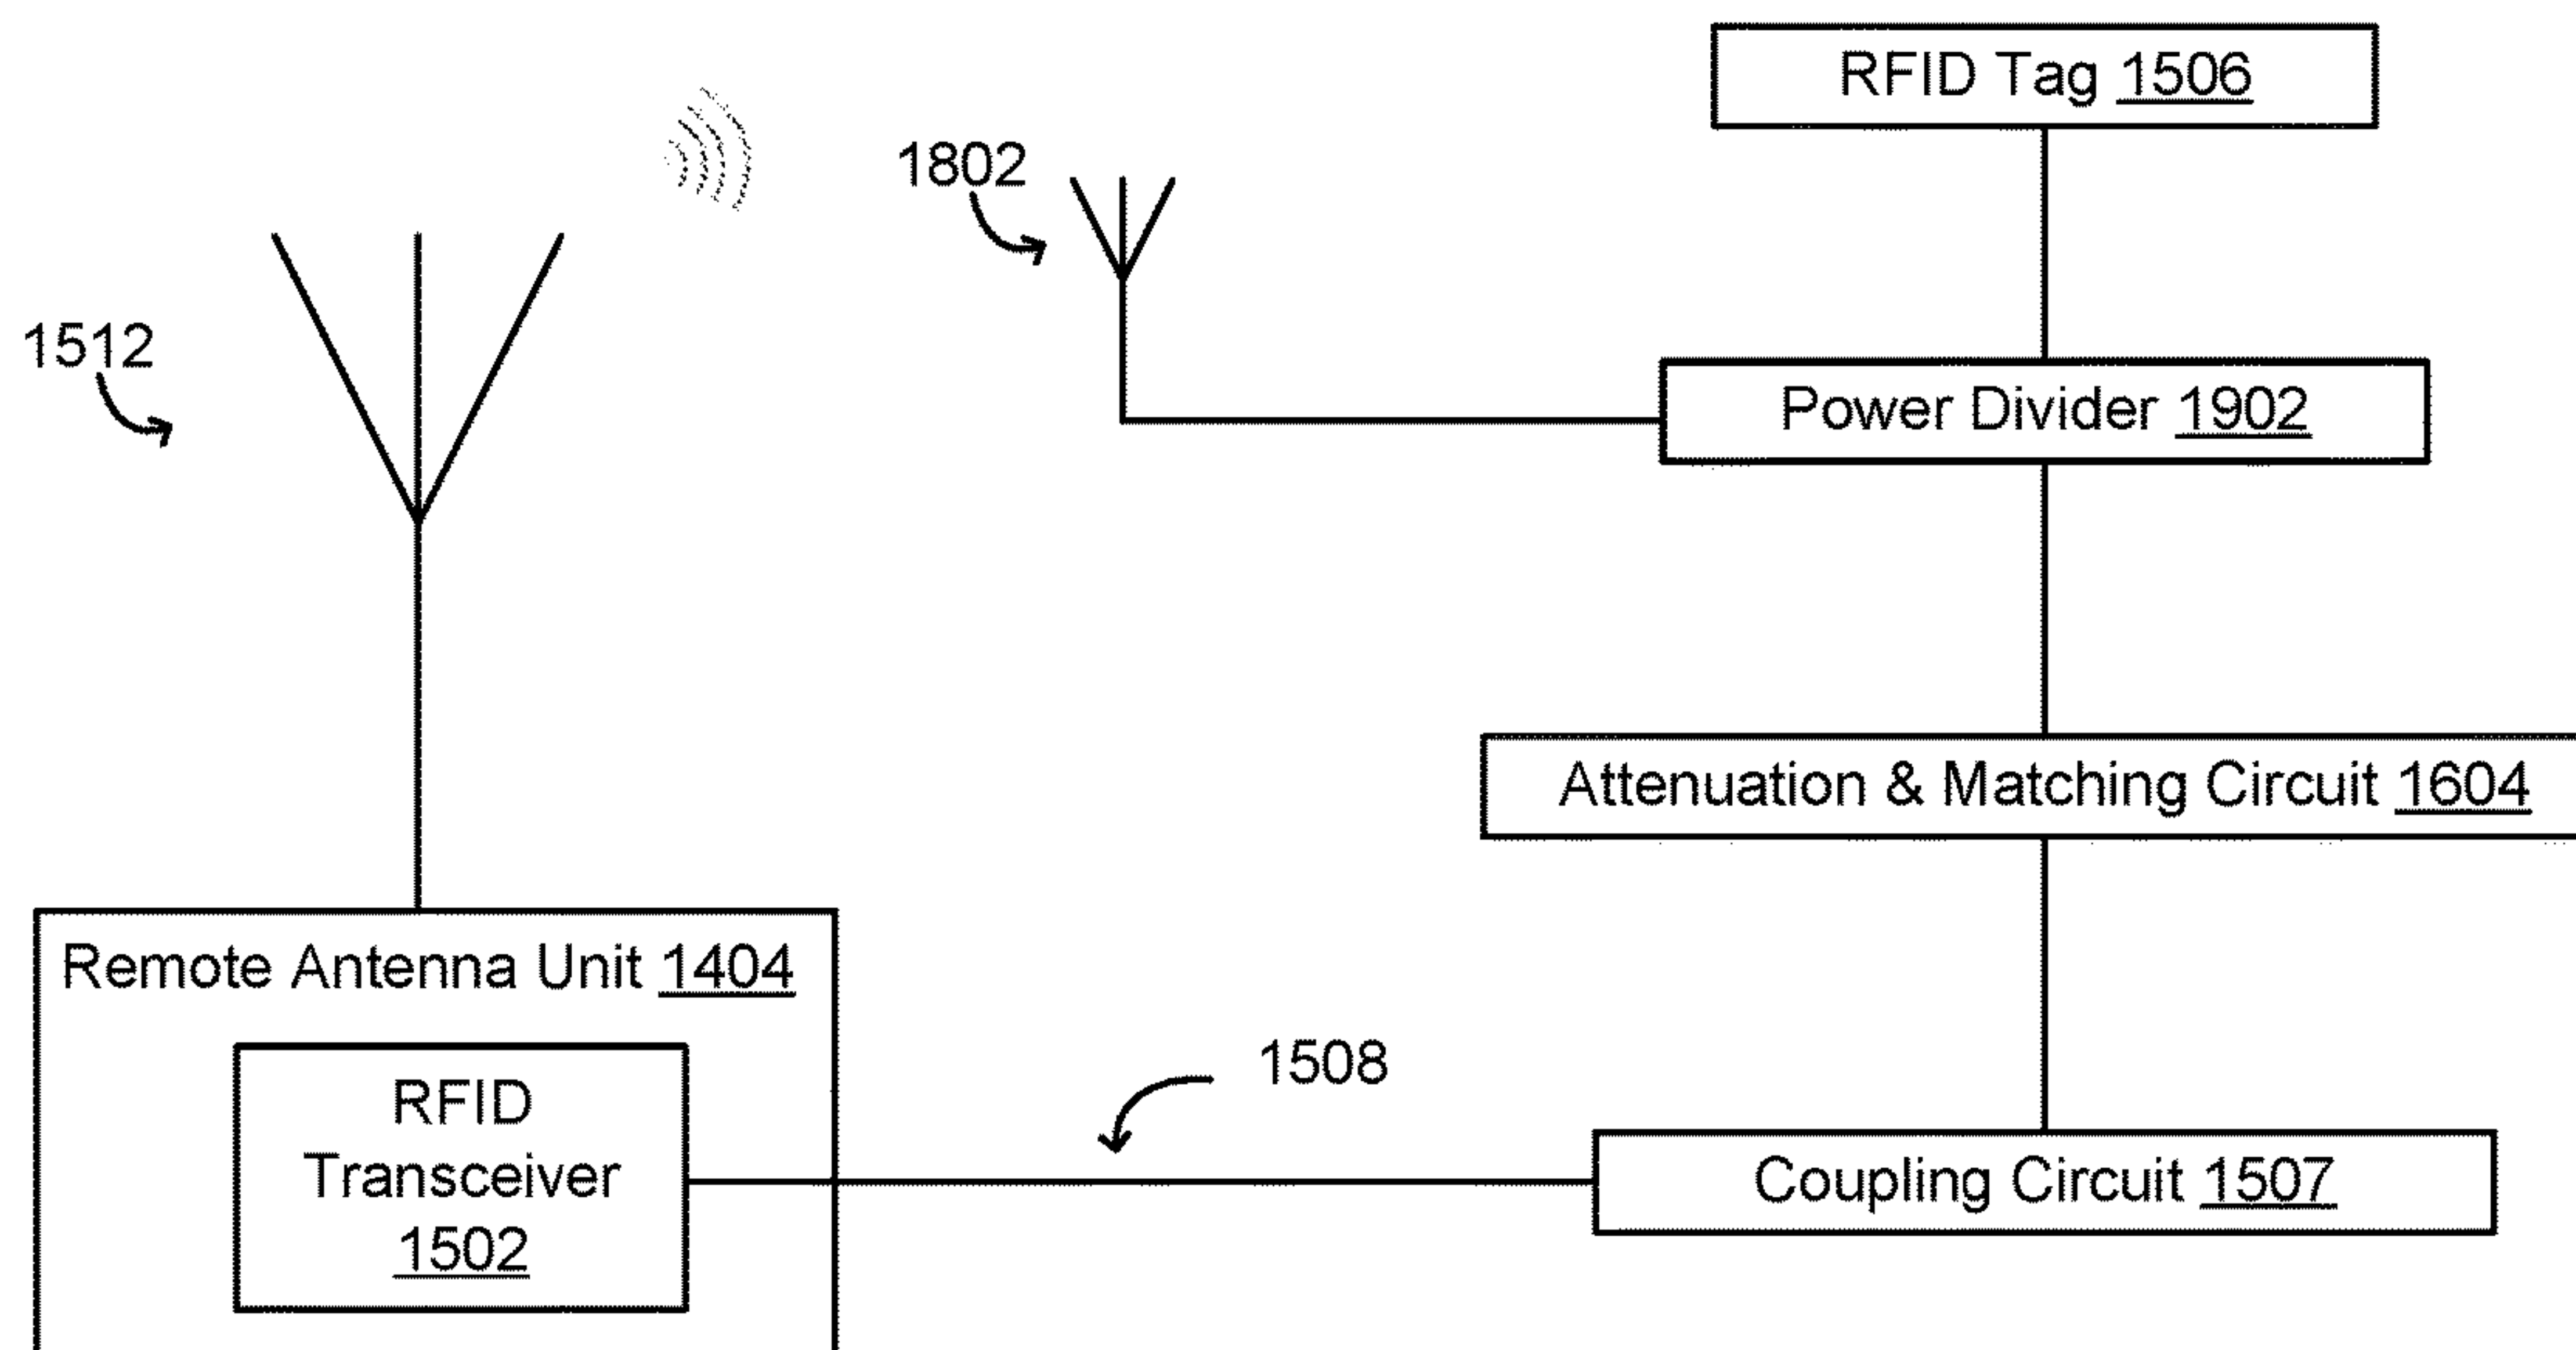 RFID Tag 1506
1802
1512
Power Divider 1902
Attenuation & Matching Circuit 1604
Remote Antenna Unit 1404
RFID
Transceiver
1502
1508
Coupling Circuit 1507